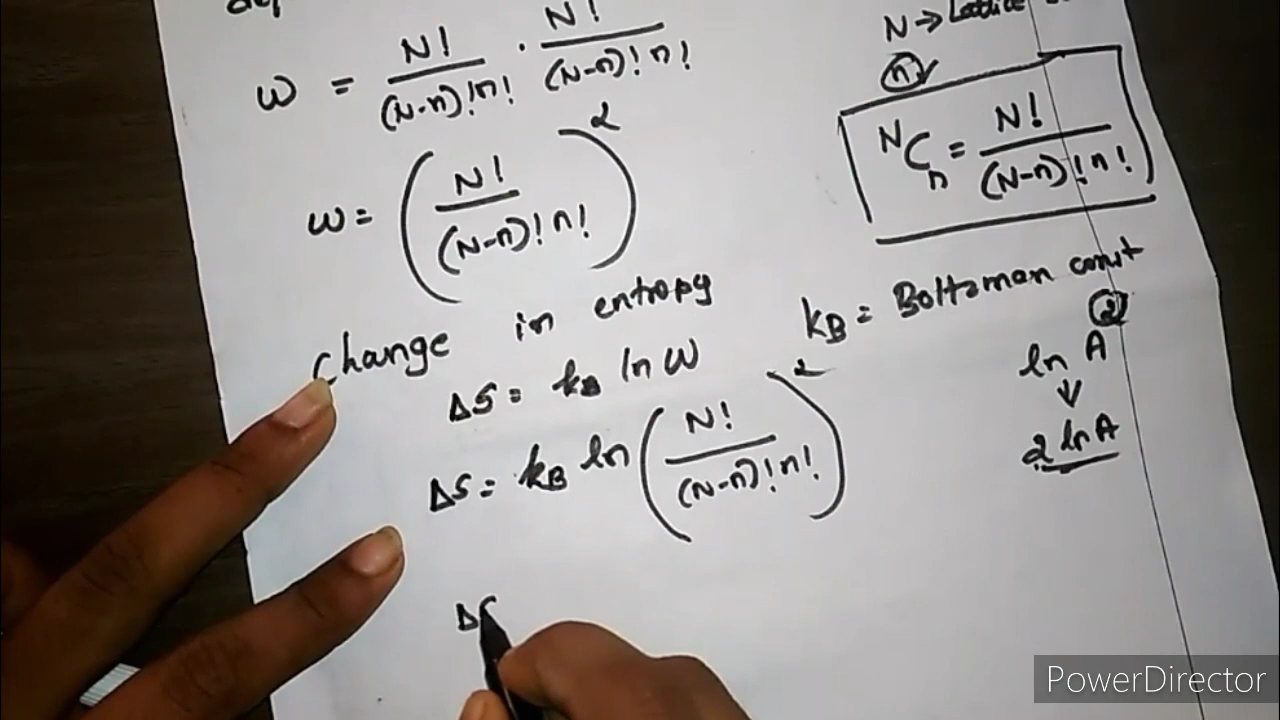 W = N!/(N-n)!n! · N!/(N-n)!n!
N → Lattice
n
ᴺCₙ = N!/(N-n)!n!
W = (N!/(N-n)!n!)²
Change in entropy
k_B = Boltzman const
ΔS = k_B ln W
ln A²
↓
2 ln A
ΔS = k_B ln (N!/(N-n)!n!)²
ΔS
PowerDirector